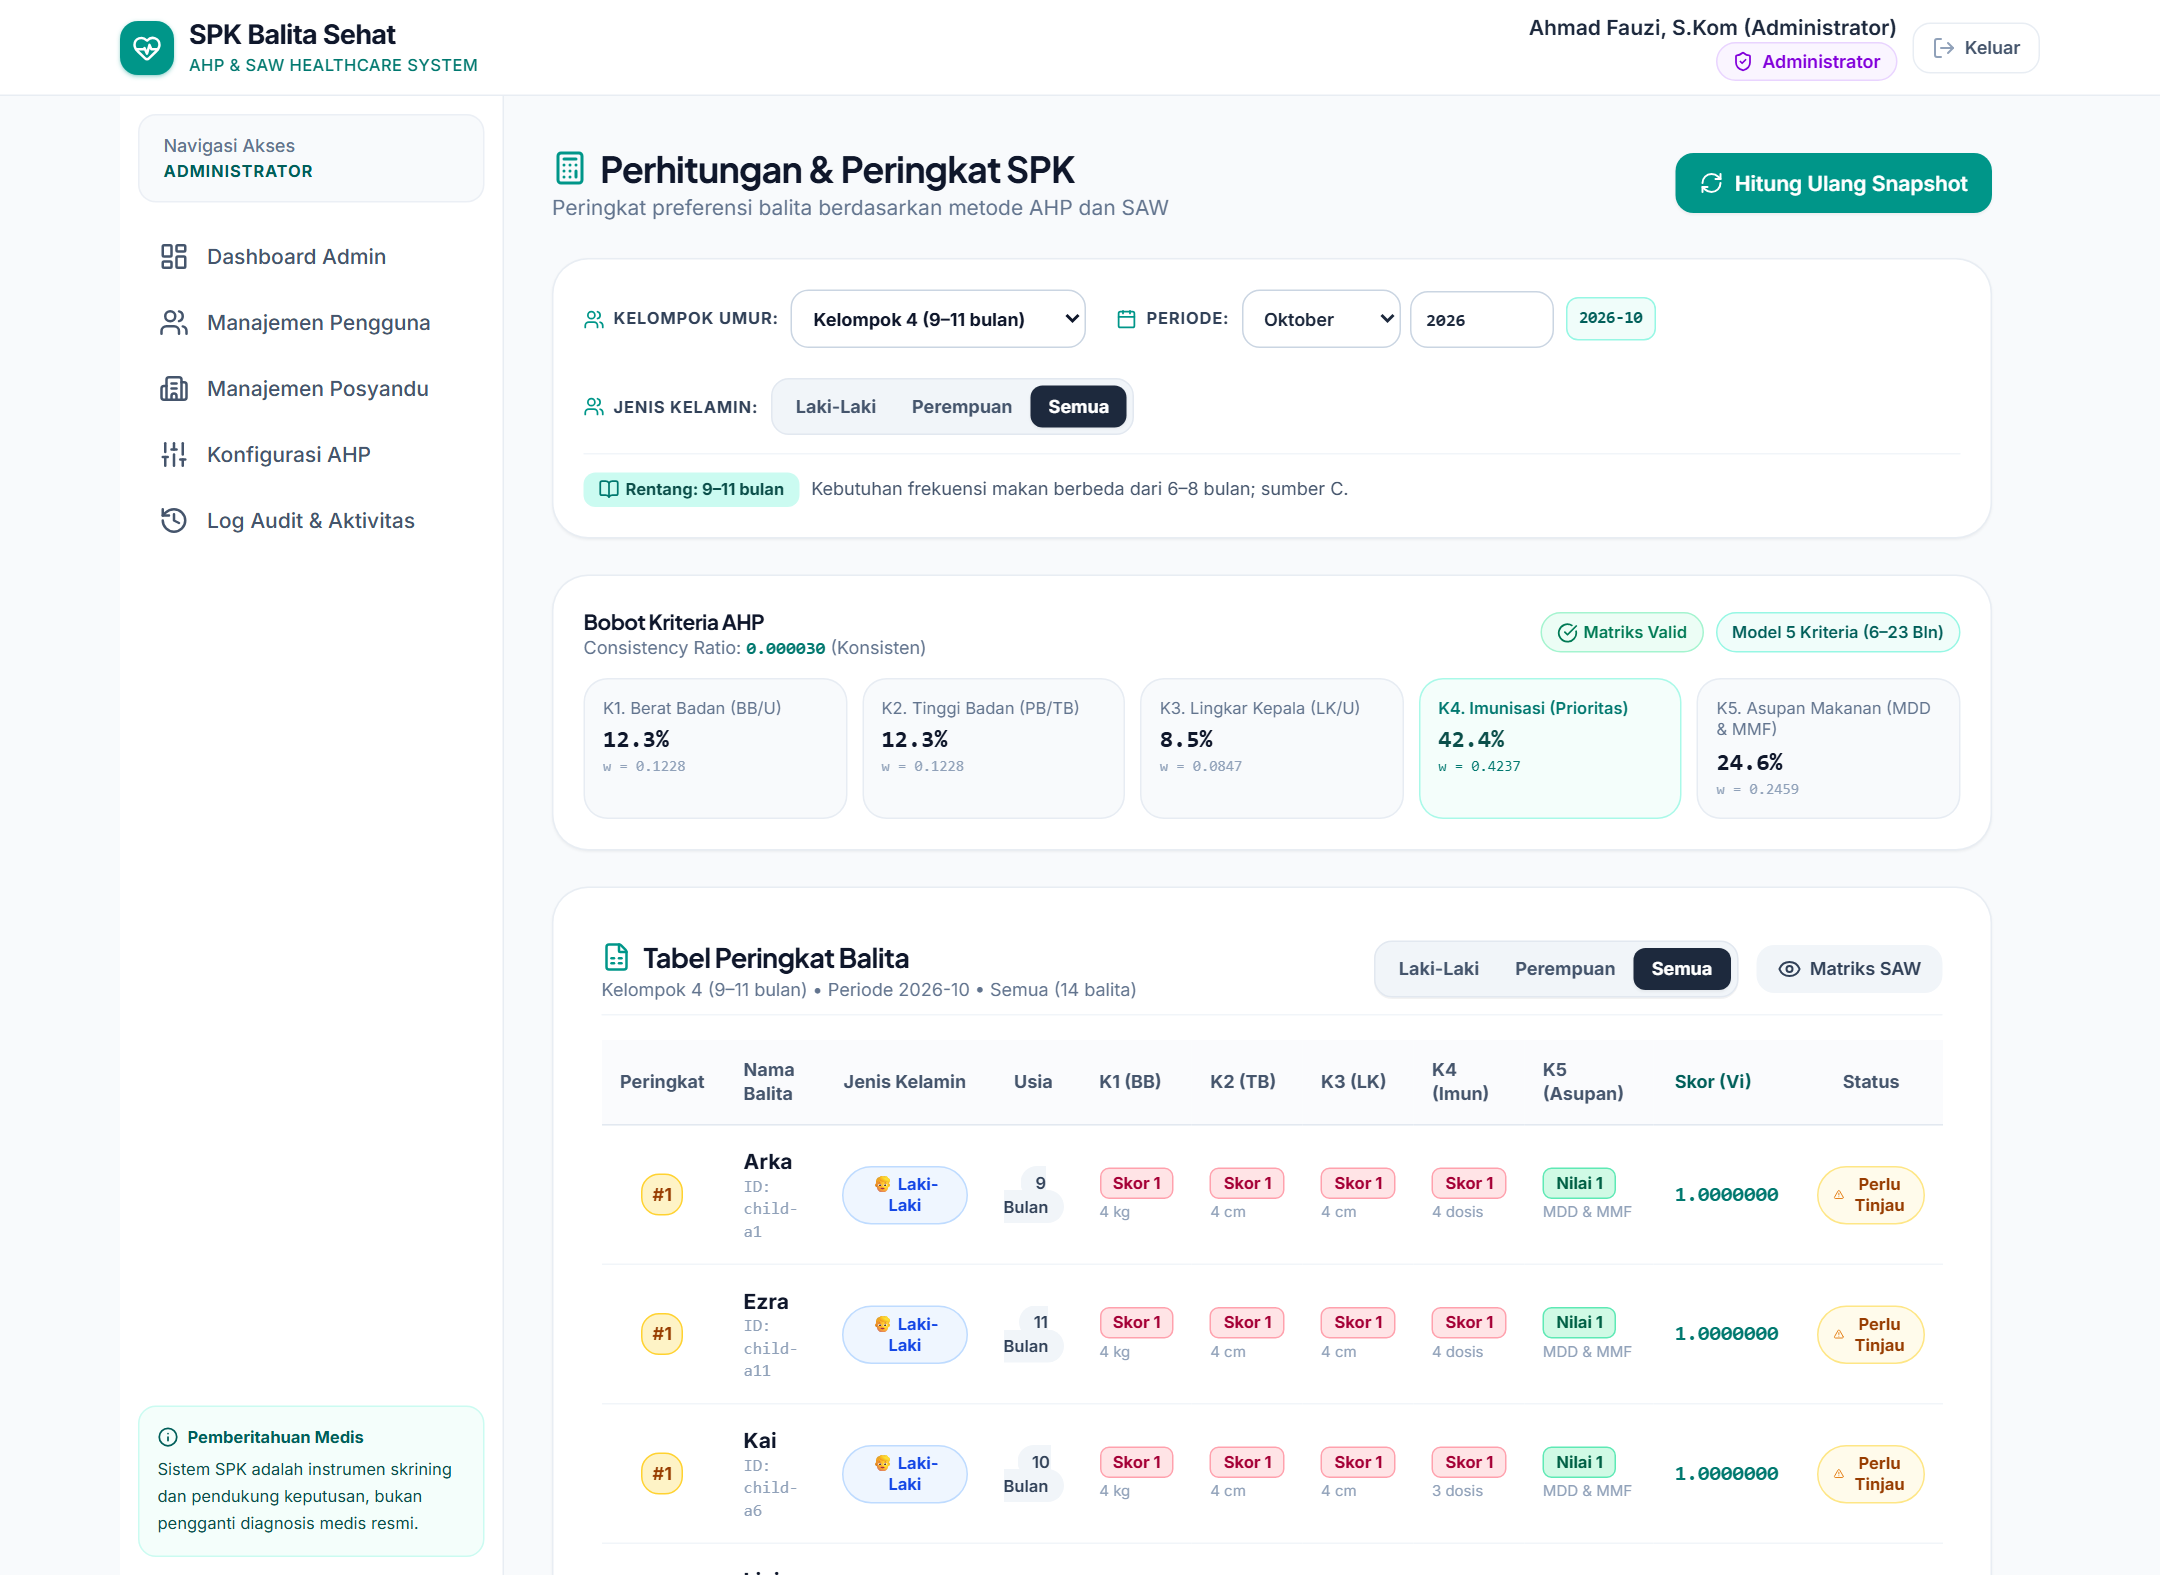 SPK Balita Sehat
AHP & SAW HEALTHCARE SYSTEM
Ahmad Fauzi, S.Kom (Administrator)
Administrator
Keluar
Navigasi Akses
ADMINISTRATOR
Dashboard Admin
Manajemen Pengguna
Manajemen Posyandu
Konfigurasi AHP
Log Audit & Aktivitas
Pemberitahuan Medis
Sistem SPK adalah instrumen skrining
dan pendukung keputusan, bukan
pengganti diagnosis medis resmi.
Perhitungan & Peringkat SPK
Peringkat preferensi balita berdasarkan metode AHP dan SAW
Hitung Ulang Snapshot
KELOMPOK UMUR: Kelompok 4 (9–11 bulan) PERIODE: Oktober 2026 2026-10
JENIS KELAMIN: Laki-Laki Perempuan Semua
Rentang: 9–11 bulan Kebutuhan frekuensi makan berbeda dari 6–8 bulan; sumber C.
Bobot Kriteria AHP
Consistency Ratio: 0.000030 (Konsisten)
Matriks Valid
Model 5 Kriteria (6–23 Bln)
K1. Berat Badan (BB/U)
12.3%
w = 0.1228
K2. Tinggi Badan (PB/TB)
12.3%
w = 0.1228
K3. Lingkar Kepala (LK/U)
8.5%
w = 0.0847
K4. Imunisasi (Prioritas)
42.4%
w = 0.4237
K5. Asupan Makanan (MDD
& MMF)
24.6%
w = 0.2459
Tabel Peringkat Balita
Kelompok 4 (9–11 bulan) • Periode 2026-10 • Semua (14 balita)
Laki-Laki Perempuan Semua
Matriks SAW
Peringkat
Nama
Balita
Jenis Kelamin
Usia
K1 (BB)
K2 (TB)
K3 (LK)
K4
(Imun)
K5
(Asupan)
Skor (Vi)
Status
#1
Arka
ID:
child-
a1
Laki-
Laki
9
Bulan
Skor 1
4 kg
Skor 1
4 cm
Skor 1
4 cm
Skor 1
4 dosis
Nilai 1
MDD & MMF
1.0000000
Perlu
Tinjau
#1
Ezra
ID:
child-
a11
Laki-
Laki
11
Bulan
Skor 1
4 kg
Skor 1
4 cm
Skor 1
4 cm
Skor 1
4 dosis
Nilai 1
MDD & MMF
1.0000000
Perlu
Tinjau
#1
Kai
ID:
child-
a6
Laki-
Laki
10
Bulan
Skor 1
4 kg
Skor 1
4 cm
Skor 1
4 cm
Skor 1
3 dosis
Nilai 1
MDD & MMF
1.0000000
Perlu
Tinjau